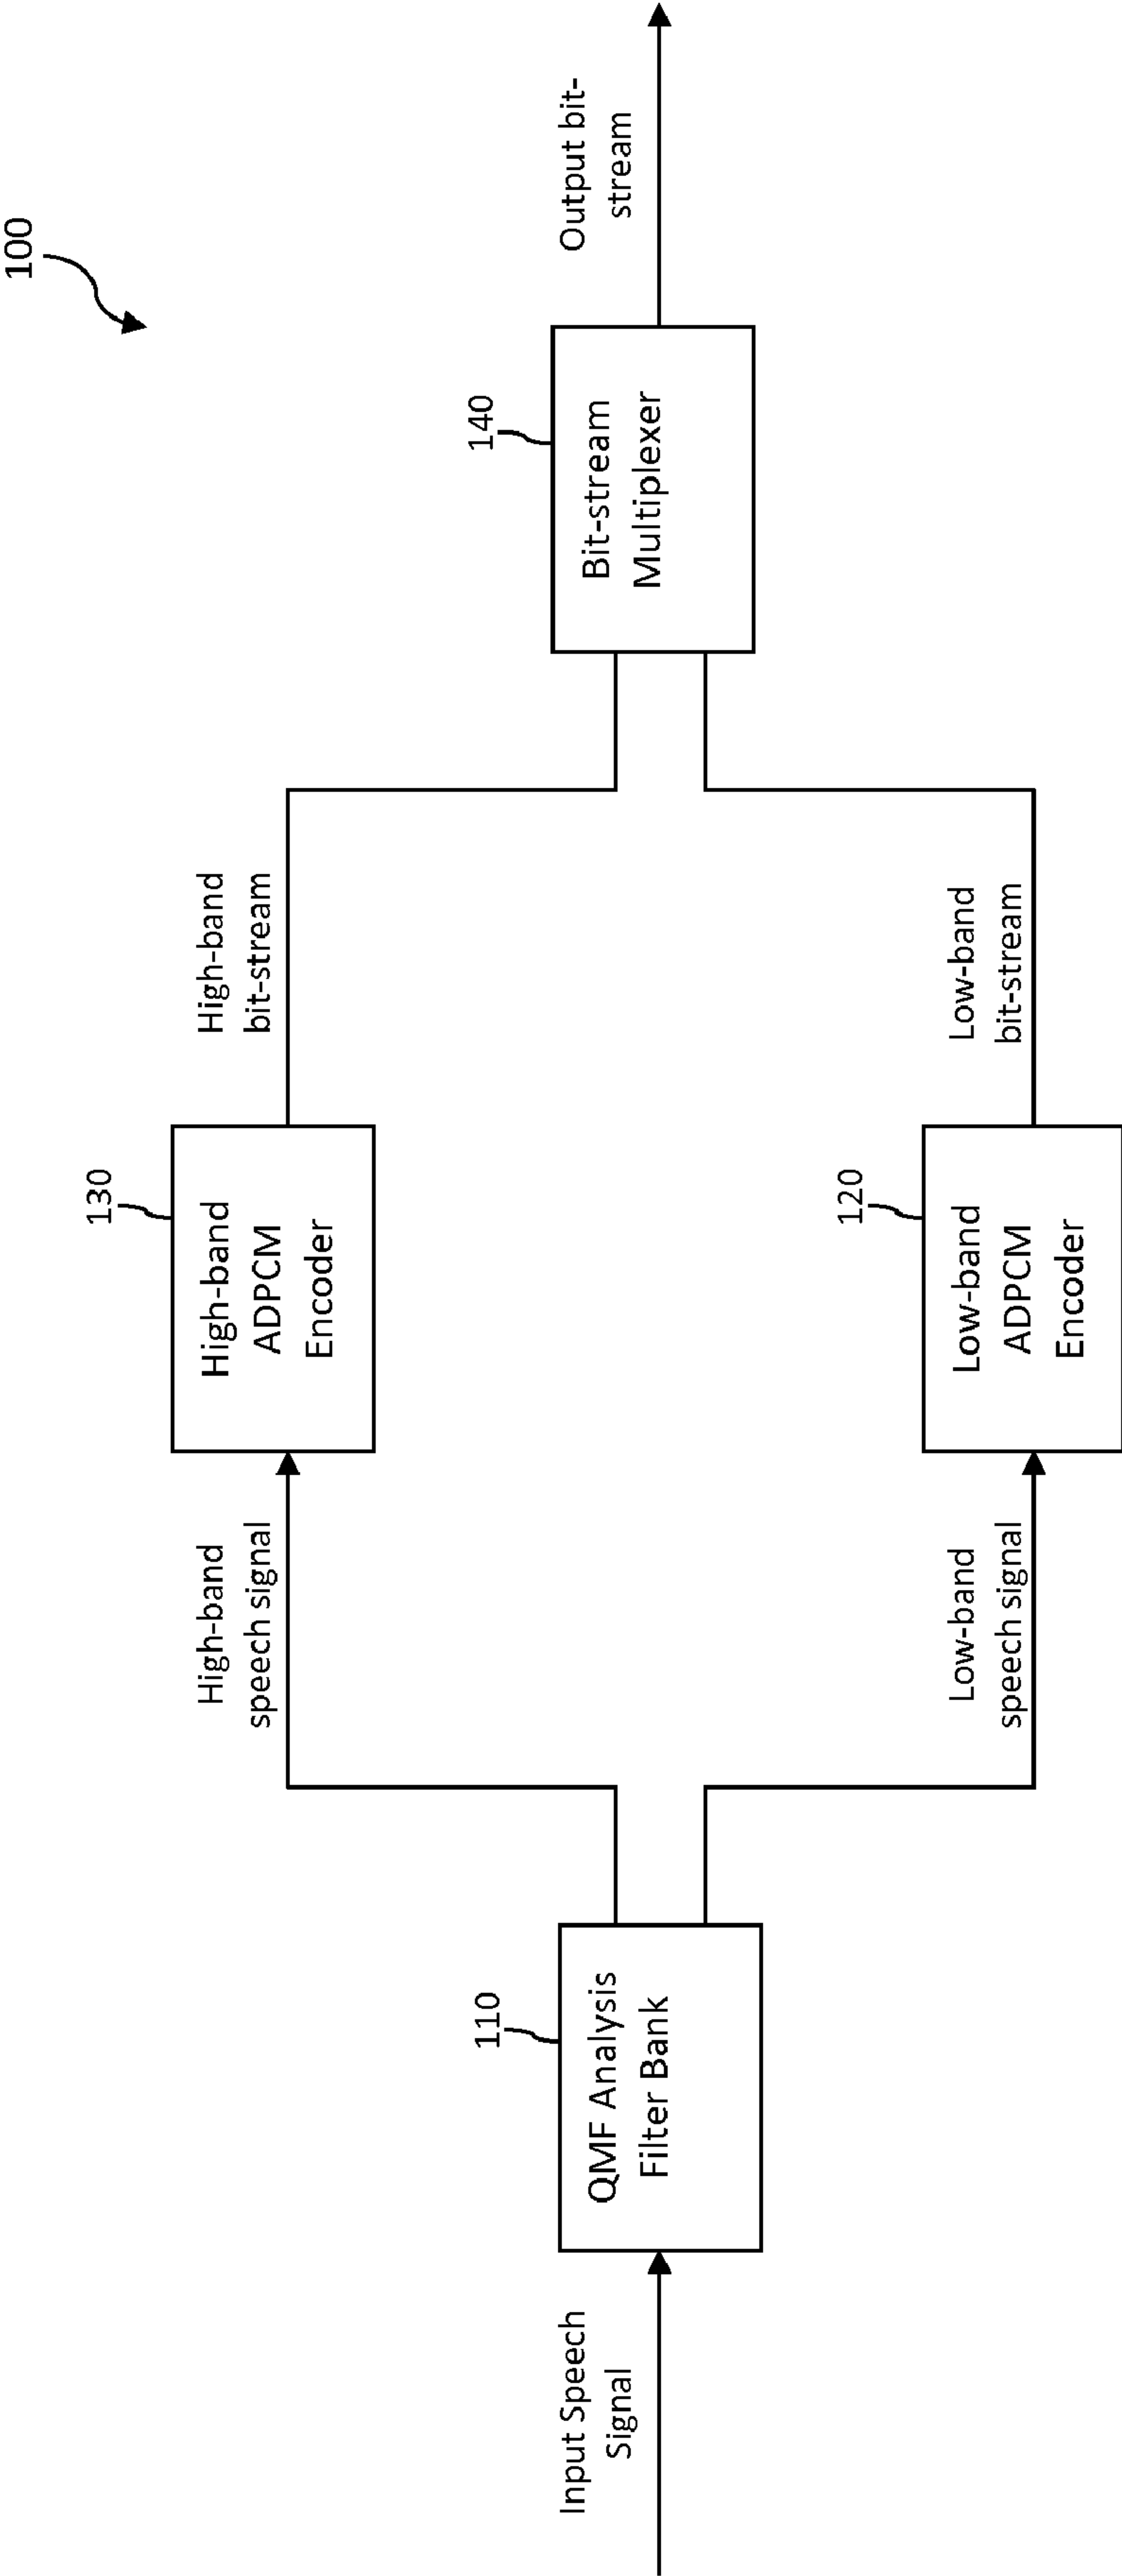 100
Input Speech
Signal
110
QMF Analysis
Filter Bank
High-band
speech signal
130
High-band
ADPCM
Encoder
High-band
bit-stream
Low-band
speech signal
120
Low-band
ADPCM
Encoder
Low-band
bit-stream
140
Bit-stream
Multiplexer
Output bit-
stream